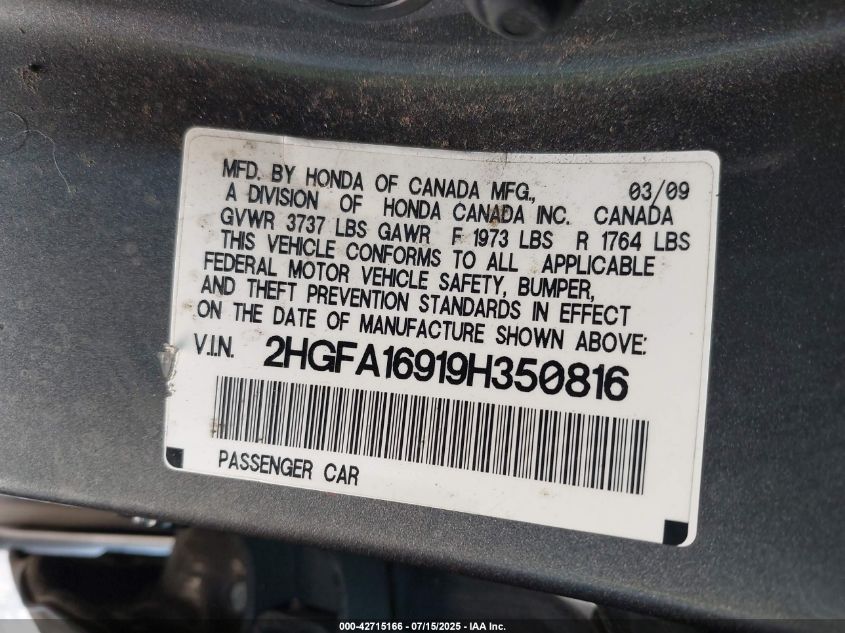 MFD. BY HONDA OF CANADA MFG., 03/09
A DIVISION OF HONDA CANADA INC. CANADA
GVWR 3737 LBS GAWR F 1973 LBS R 1764 LBS
THIS VEHICLE CONFORMS TO ALL APPLICABLE
FEDERAL MOTOR VEHICLE SAFETY, BUMPER,
AND THEFT PREVENTION STANDARDS IN EFFECT
ON THE DATE OF MANUFACTURE SHOWN ABOVE:
V.I.N. 2HGFA16919H350816
PASSENGER CAR
000-42715166 - 07/15/2025 - IAA Inc.